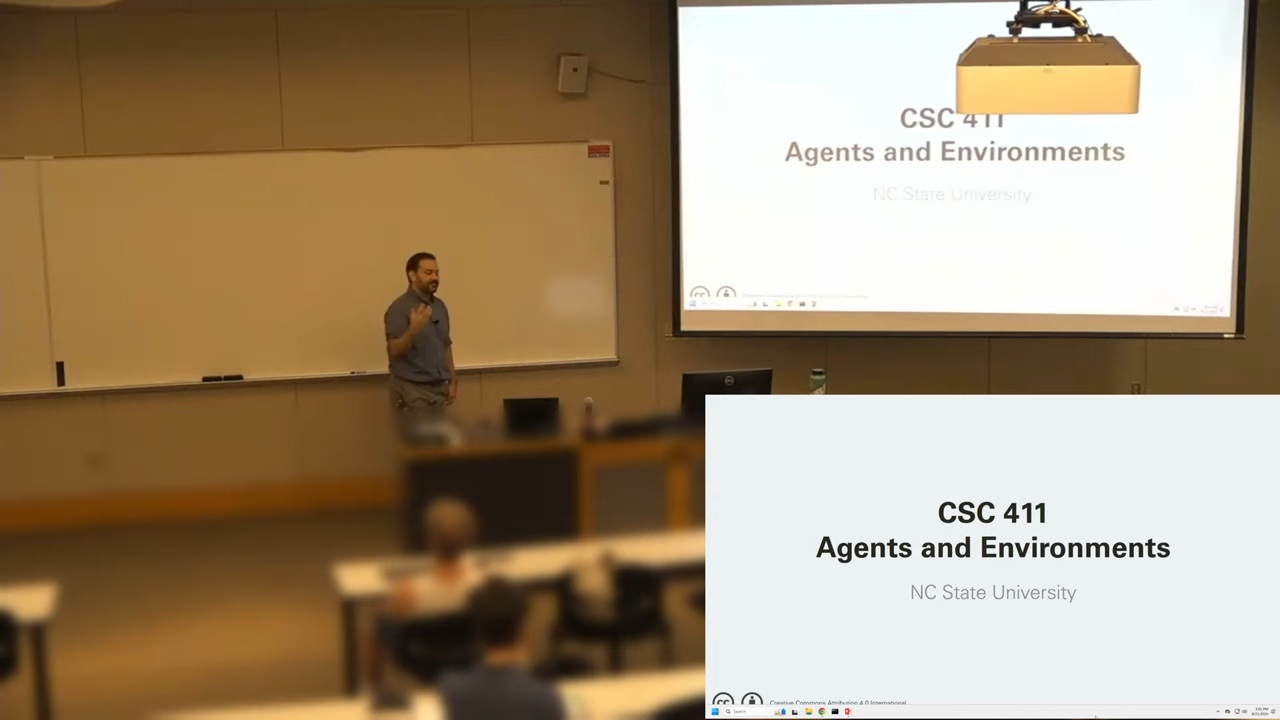 CSC 411
Agents and Environments
NC State University
CSC 411
Agents and Environments
NC State University
Creative Commons Attribution 4.0 International
Search